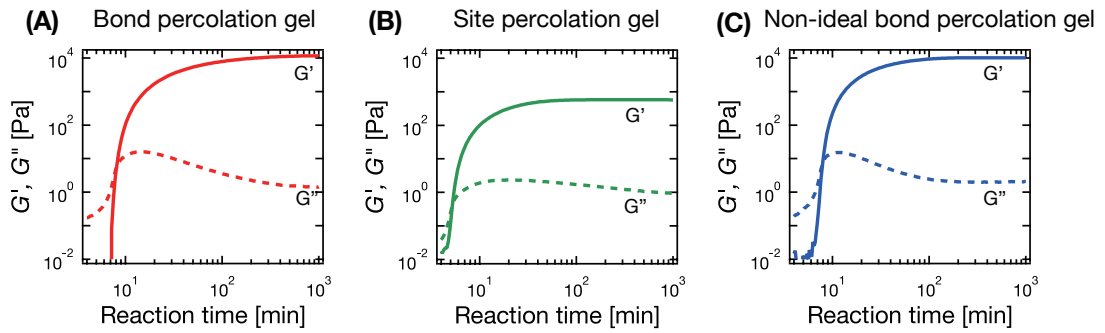 (A) Bond percolation gel
(B) Site percolation gel
(C) Non-ideal bond percolation gel
G', G" [Pa]
10^4
10^2
10^0
10^-2
G'
G"
10^1 10^2 10^3
Reaction time [min]
G', G" [Pa]
10^4
10^2
10^0
10^-2
G'
G"
10^1 10^2 10^3
Reaction time [min]
G', G" [Pa]
10^4
10^2
10^0
10^-2
G'
G"
10^1 10^2 10^3
Reaction time [min]